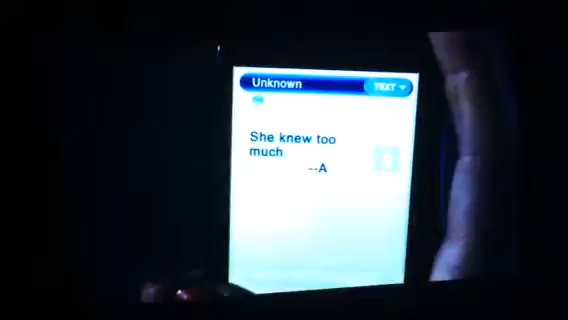 Unknown
TEXT
She knew too
much.
--A